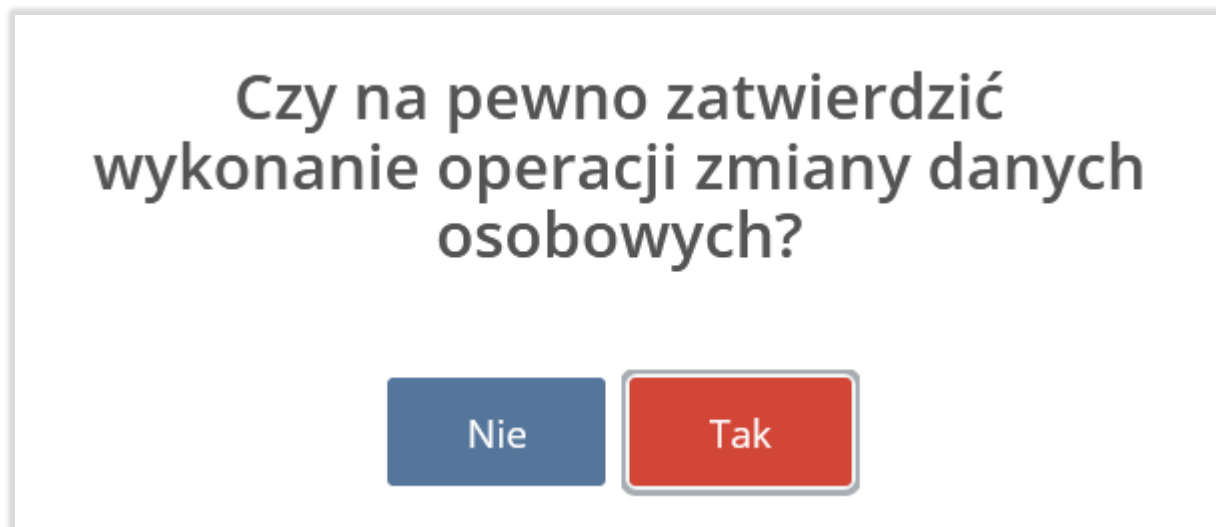 Czy na pewno zatwierdzić
wykonanie operacji zmiany danych
osobowych?
Nie Tak